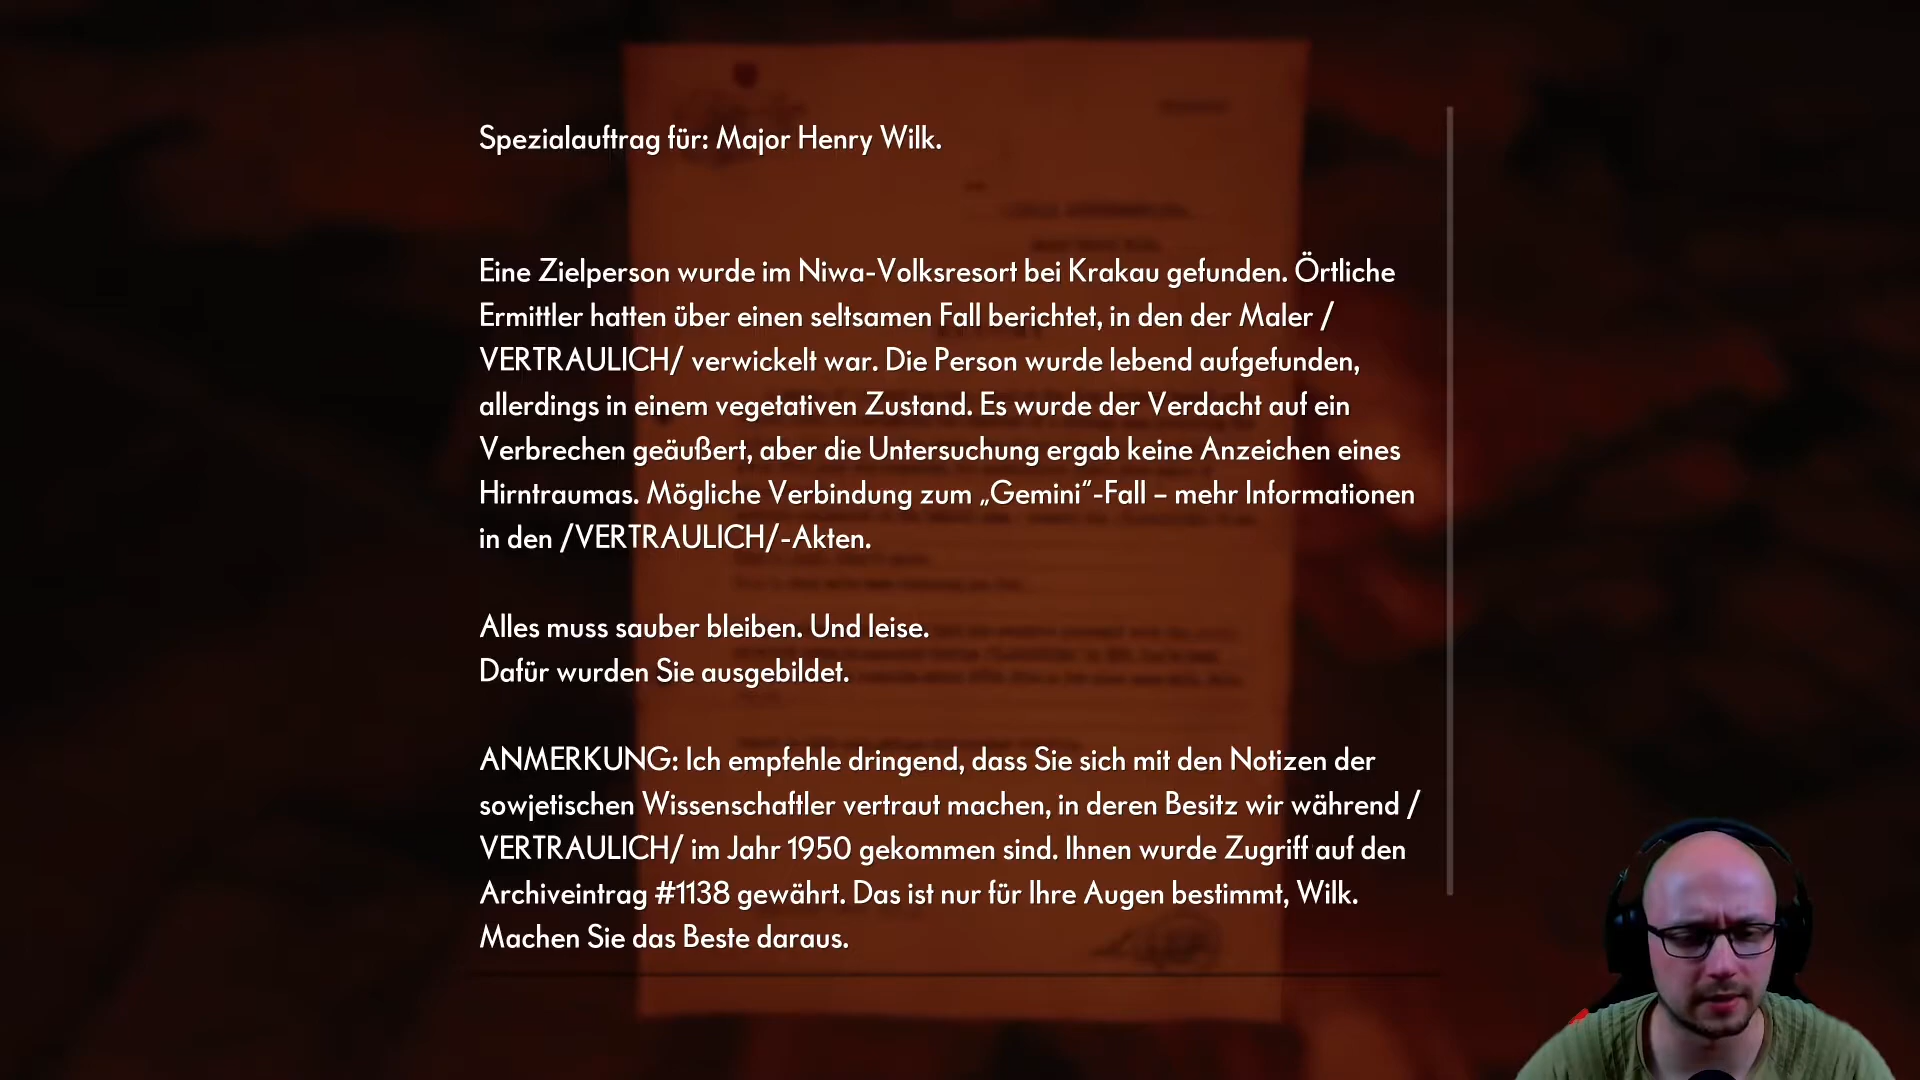 Spezialauftrag für: Major Henry Wilk.
Eine Zielperson wurde im Niwa-Volksresort bei Krakau gefunden. Örtliche
Ermittler hatten über einen seltsamen Fall berichtet, in den der Maler /
VERTRAULICH/ verwickelt war. Die Person wurde lebend aufgefunden,
allerdings in einem vegetativen Zustand. Es wurde der Verdacht auf ein
Verbrechen geäußert, aber die Untersuchung ergab keine Anzeichen eines
Hirntraumas. Mögliche Verbindung zum „Gemini“-Fall – mehr Informationen
in den /VERTRAULICH/-Akten.
Alles muss sauber bleiben. Und leise.
Dafür wurden Sie ausgebildet.
ANMERKUNG: Ich empfehle dringend, dass Sie sich mit den Notizen der
sowjetischen Wissenschaftler vertraut machen, in deren Besitz wir während /
VERTRAULICH/ im Jahr 1950 gekommen sind. Ihnen wurde Zugriff auf den
Archiveintrag #1138 gewährt. Das ist nur für Ihre Augen bestimmt, Wilk.
Machen Sie das Beste daraus.